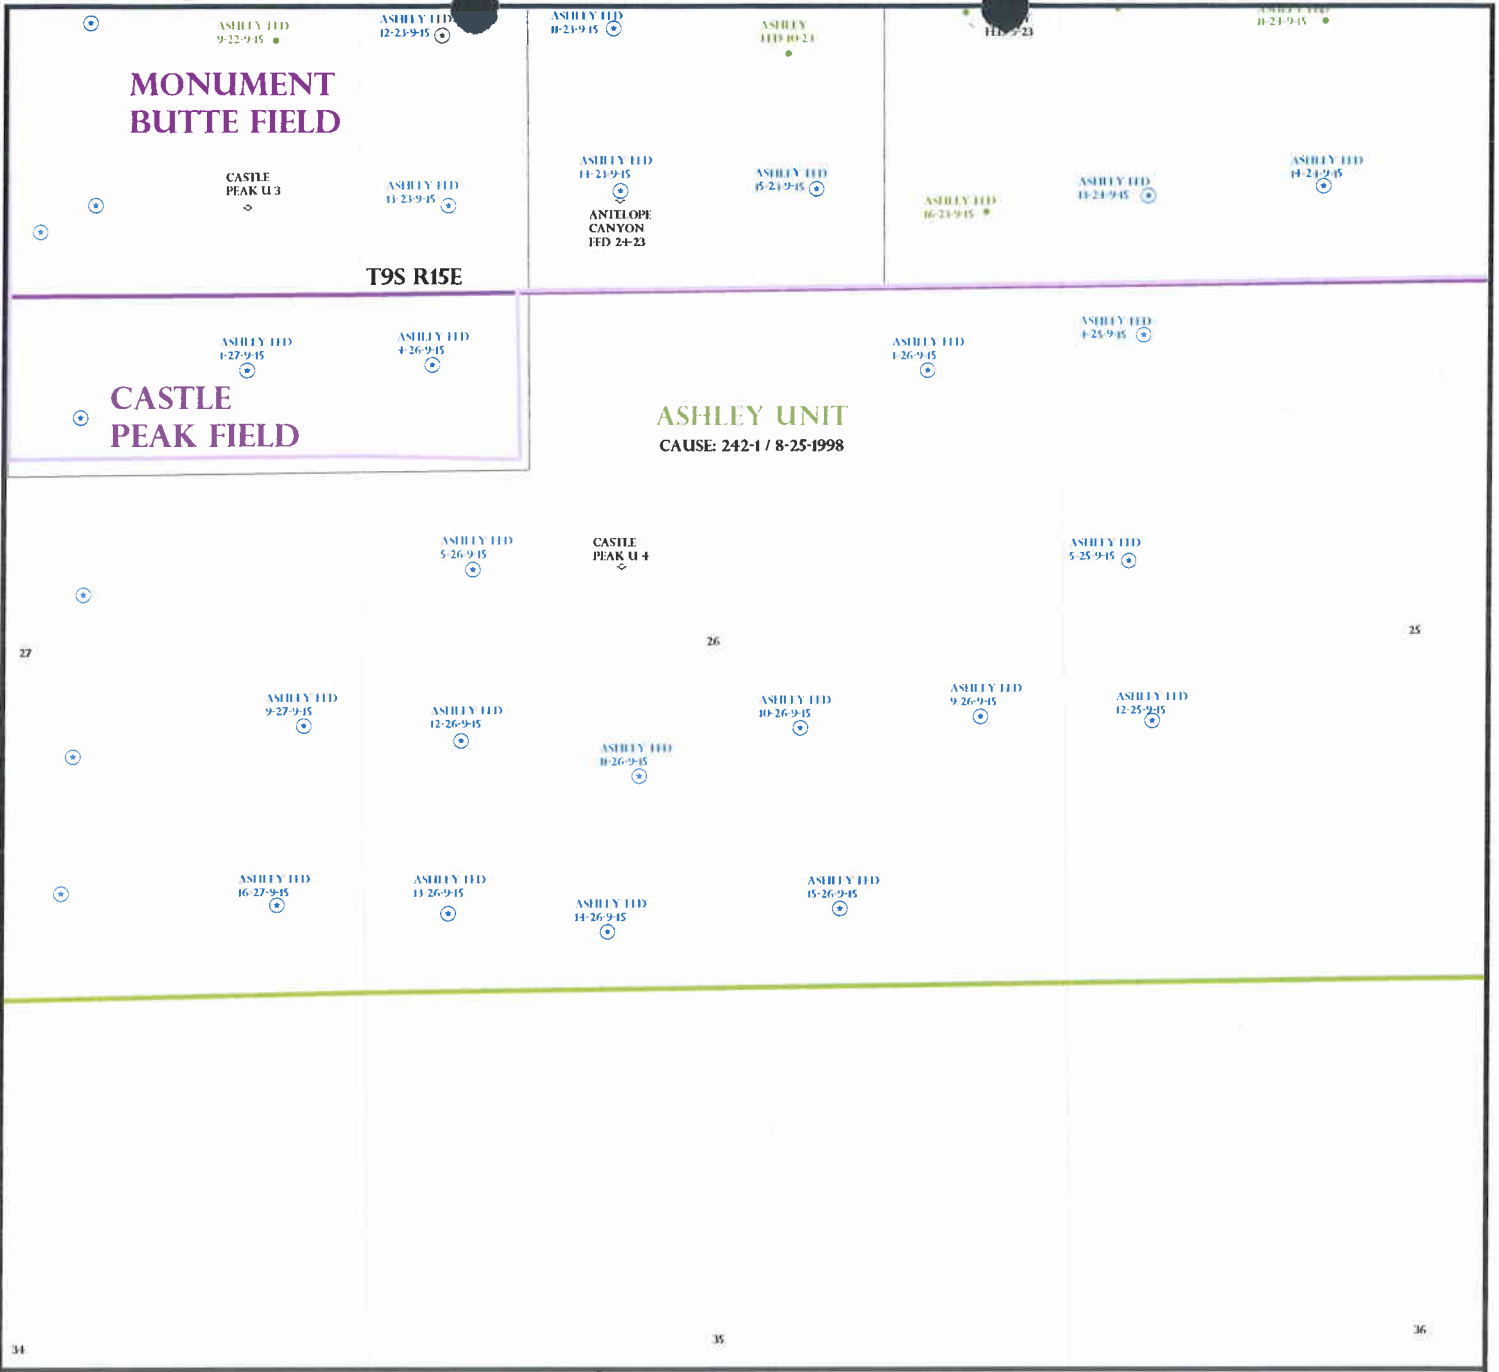 ASHLEY FED
9-22-9-15
ASHLEY FED
12-23-9-15
ASHLEY FED
11-23-9-15
ASHLEY
FED 10-23
11-24-9-15
MONUMENT
BUTTE FIELD
CASTLE
PEAK U 3
ASHLEY FED
13-23-9-15
ASHLEY FED
14-23-9-15
ANTELOPE
CANYON
FED 24-23
ASHLEY FED
15-23-9-15
ASHLEY FED
16-23-9-15
ASHLEY FED
13-24-9-15
ASHLEY FED
14-24-9-15
T9S R15E
ASHLEY FED
1-27-9-15
ASHLEY FED
4-26-9-15
ASHLEY FED
1-26-9-15
ASHLEY FED
4-25-9-15
CASTLE
PEAK FIELD
ASHLEY UNIT
CAUSE: 242-1 / 8-25-1998
ASHLEY FED
5-26-9-15
CASTLE
PEAK U 4
ASHLEY FED
5-25-9-15
27
26
25
ASHLEY FED
9-27-9-15
ASHLEY FED
12-26-9-15
ASHLEY FED
11-26-9-15
ASHLEY FED
10-26-9-15
ASHLEY FED
9-26-9-15
ASHLEY FED
12-25-9-15
ASHLEY FED
16-27-9-15
ASHLEY FED
13-26-9-15
ASHLEY FED
14-26-9-15
ASHLEY FED
15-26-9-15
34
35
36